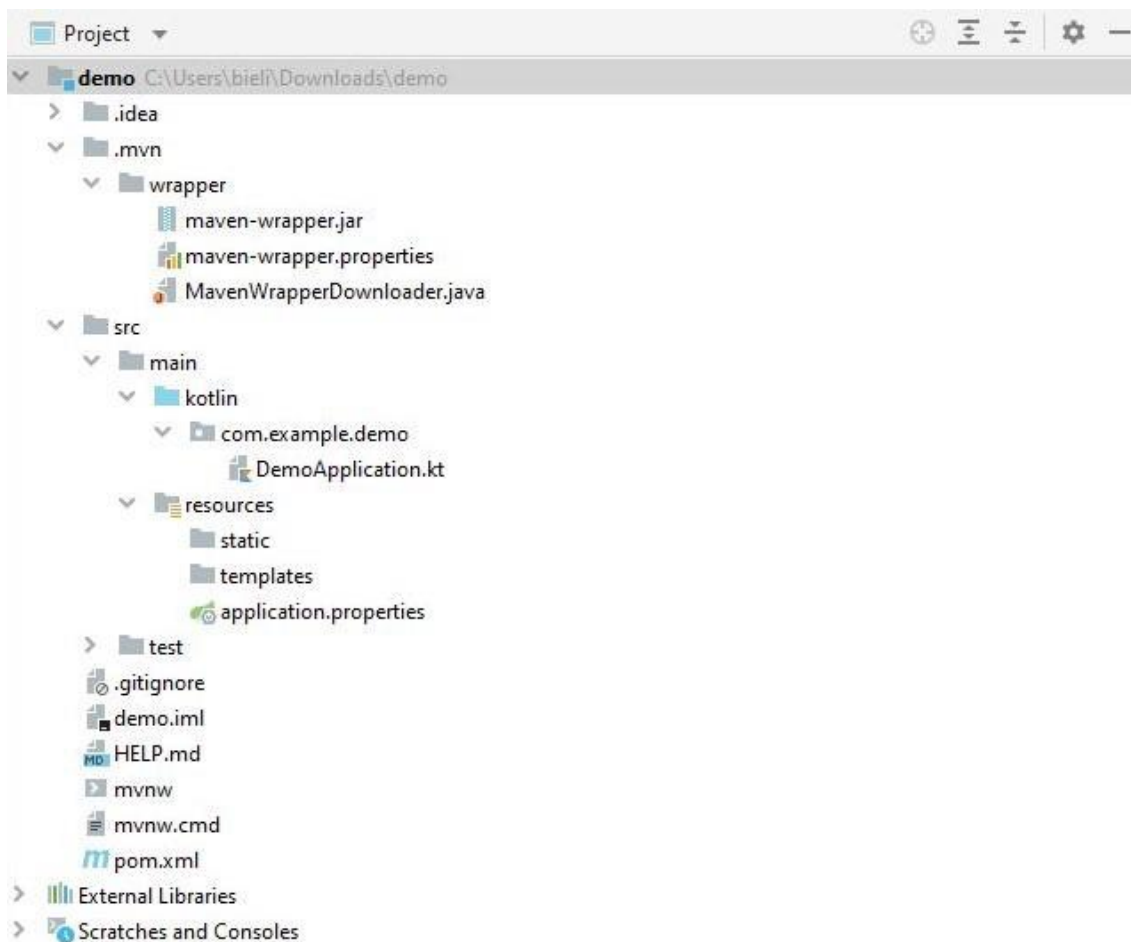 Project
demo C:\Users\bieli\Downloads\demo
.idea
.mvn
wrapper
maven-wrapper.jar
maven-wrapper.properties
MavenWrapperDownloader.java
src
main
kotlin
com.example.demo
DemoApplication.kt
resources
static
templates
application.properties
test
.gitignore
demo.iml
MD HELP.md
mvnw
mvnw.cmd
pom.xml
External Libraries
Scratches and Consoles